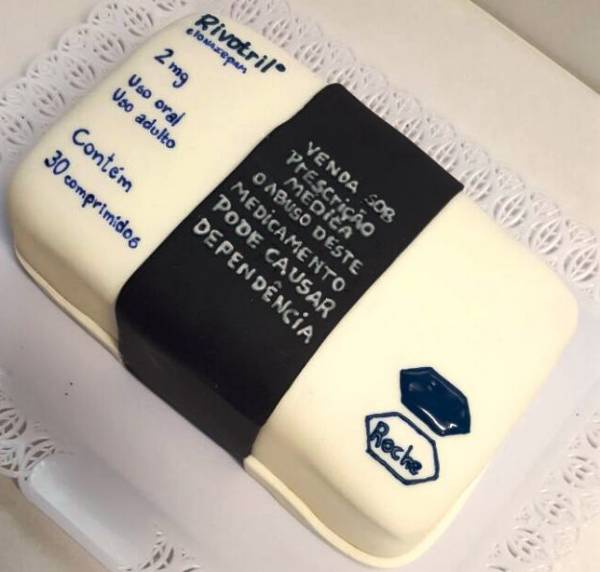 Rivotril®
clonazepam
2 mg
Uso oral
Uso adulto
Contém
30 comprimidos
VENDA SOB
PRESCRIÇÃO
MÉDICA
O ABUSO DESTE
MEDICAMENTO
PODE CAUSAR
DEPENDÊNCIA
Roche